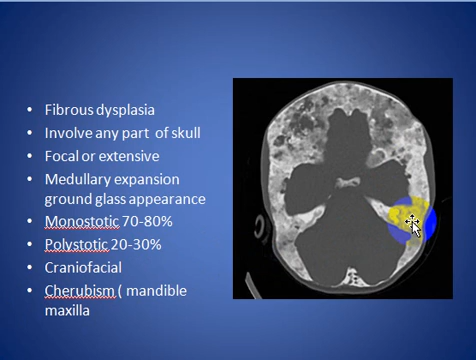 Fibrous dysplasia
Involve any part of skull
Focal or extensive
Medullary expansion
ground glass appearance
Monostotic 70-80%
Polystotic 20-30%
Craniofacial
Cherubism ( mandible
maxilla